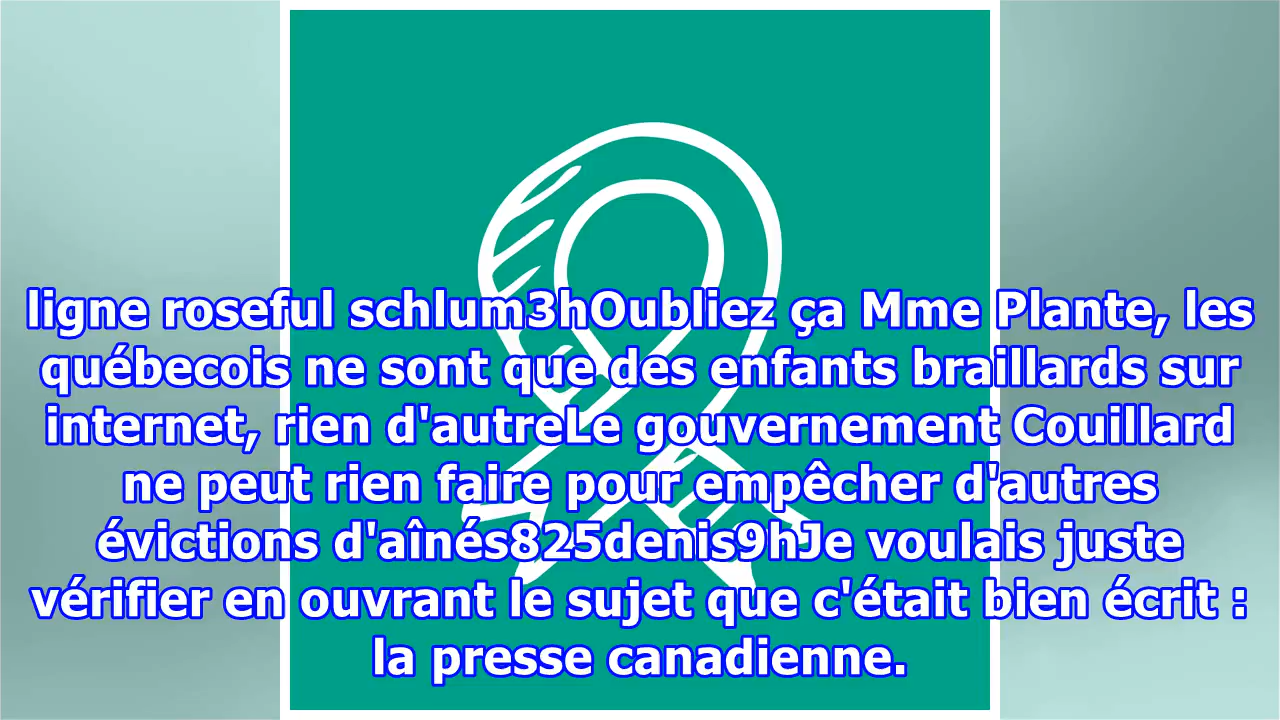 ligne roseful schlum3hOubliez ça Mme Plante, les
québecois ne sont que des enfants braillards sur
internet, rien d'autreLe gouvernement Couillard
ne peut rien faire pour empêcher d'autres
évictions d'aînés825denis9hJe voulais juste
vérifier en ouvrant le sujet que c'était bien écrit :
la presse canadienne.